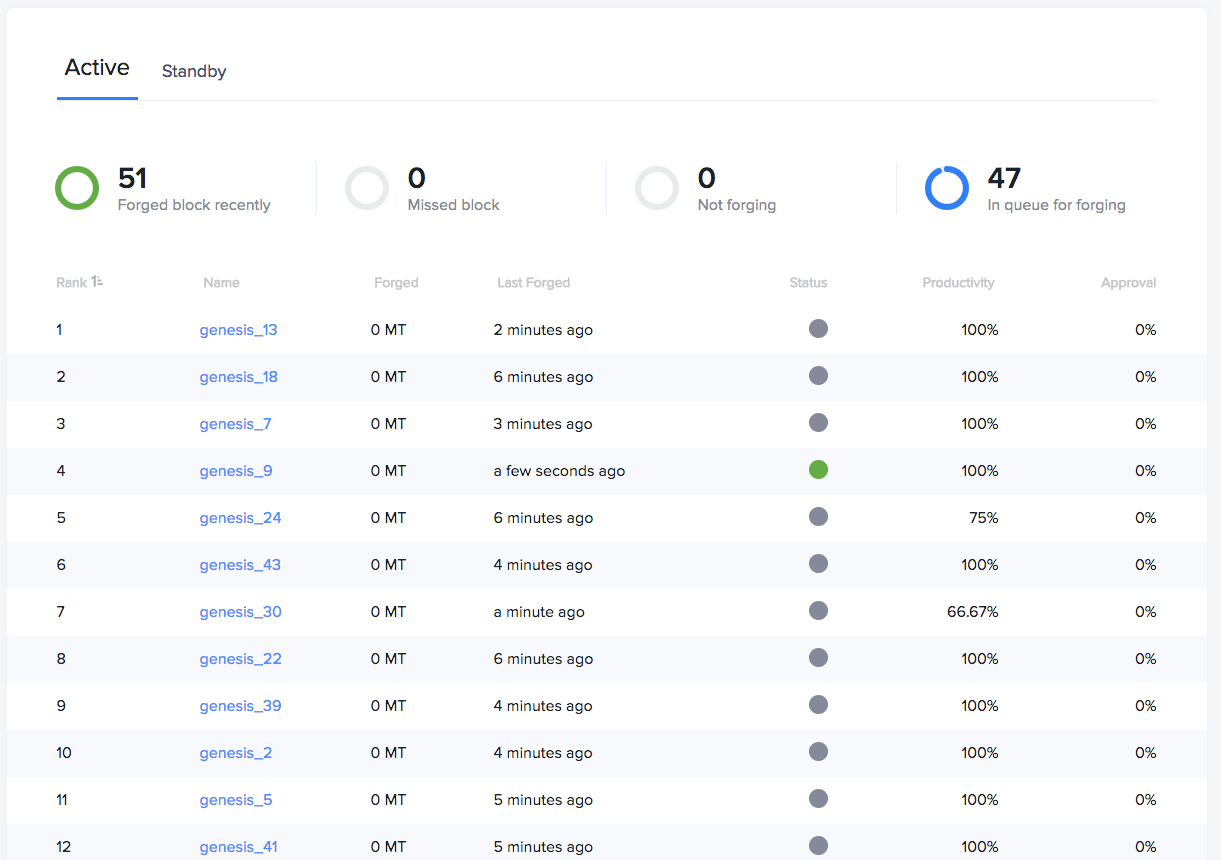 Active Standby
51 0 0 47
Forged block recently Missed block Not forging In queue for forging
Rank Name Forged Last Forged Status Productivity Approval
1 genesis_13 0 MT 2 minutes ago 100% 0%
2 genesis_18 0 MT 6 minutes ago 100% 0%
3 genesis_7 0 MT 3 minutes ago 100% 0%
4 genesis_9 0 MT a few seconds ago 100% 0%
5 genesis_24 0 MT 6 minutes ago 75% 0%
6 genesis_43 0 MT 4 minutes ago 100% 0%
7 genesis_30 0 MT a minute ago 66.67% 0%
8 genesis_22 0 MT 6 minutes ago 100% 0%
9 genesis_39 0 MT 4 minutes ago 100% 0%
10 genesis_2 0 MT 4 minutes ago 100% 0%
11 genesis_5 0 MT 5 minutes ago 100% 0%
12 genesis_41 0 MT 5 minutes ago 100% 0%